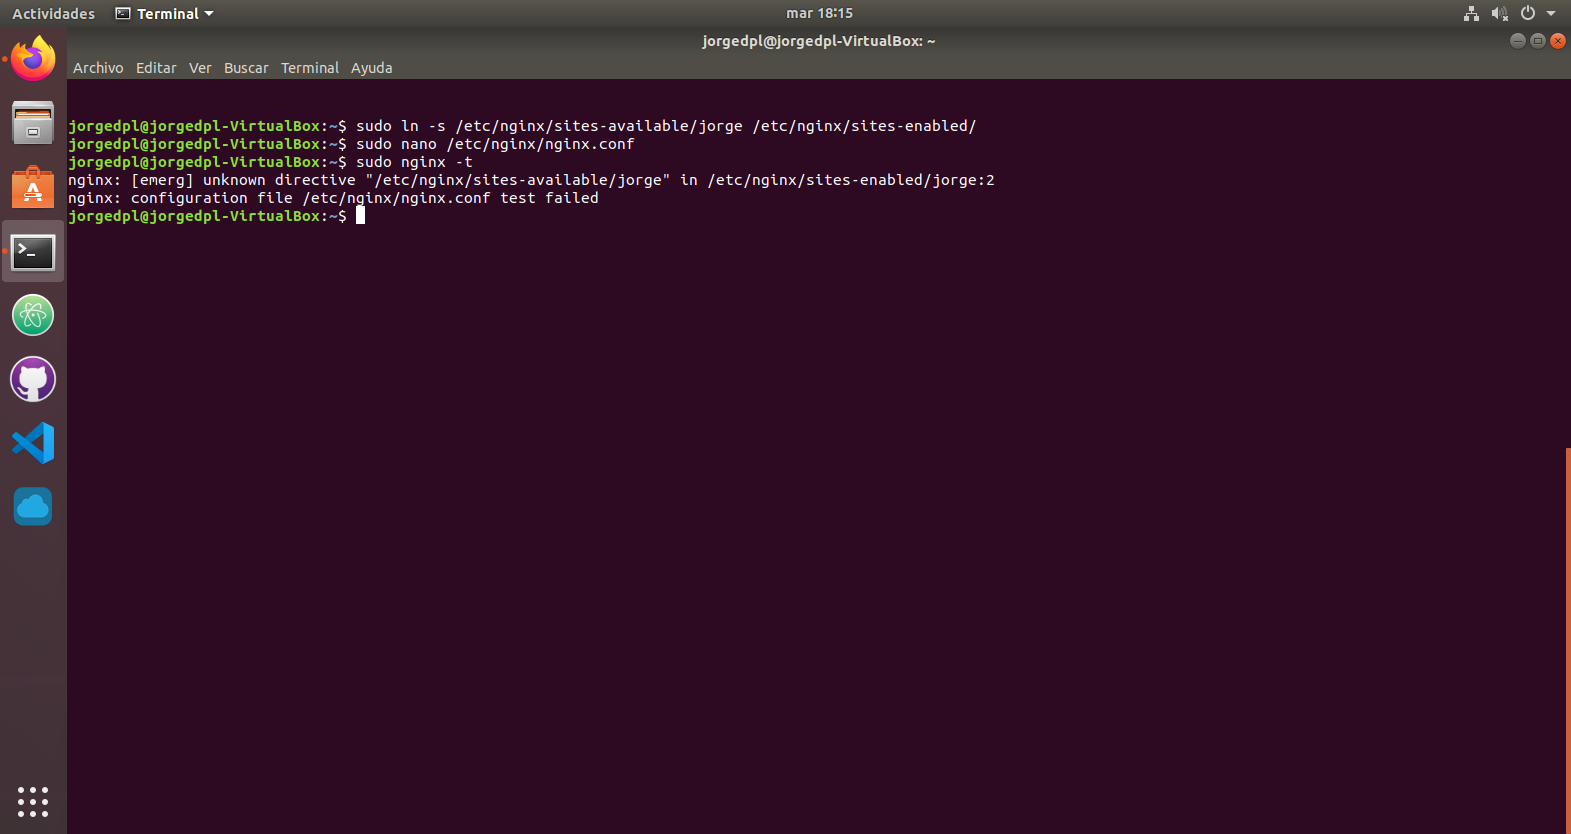 Actividades Terminal mar 18:15
jorgedpl@jorgedpl-VirtualBox: ~
Archivo Editar Ver Buscar Terminal Ayuda
jorgedpl@jorgedpl-VirtualBox:~$ sudo ln -s /etc/nginx/sites-available/jorge /etc/nginx/sites-enabled/
jorgedpl@jorgedpl-VirtualBox:~$ sudo nano /etc/nginx/nginx.conf
jorgedpl@jorgedpl-VirtualBox:~$ sudo nginx -t
nginx: [emerg] unknown directive "/etc/nginx/sites-available/jorge" in /etc/nginx/sites-enabled/jorge:2
nginx: configuration file /etc/nginx/nginx.conf test failed
jorgedpl@jorgedpl-VirtualBox:~$